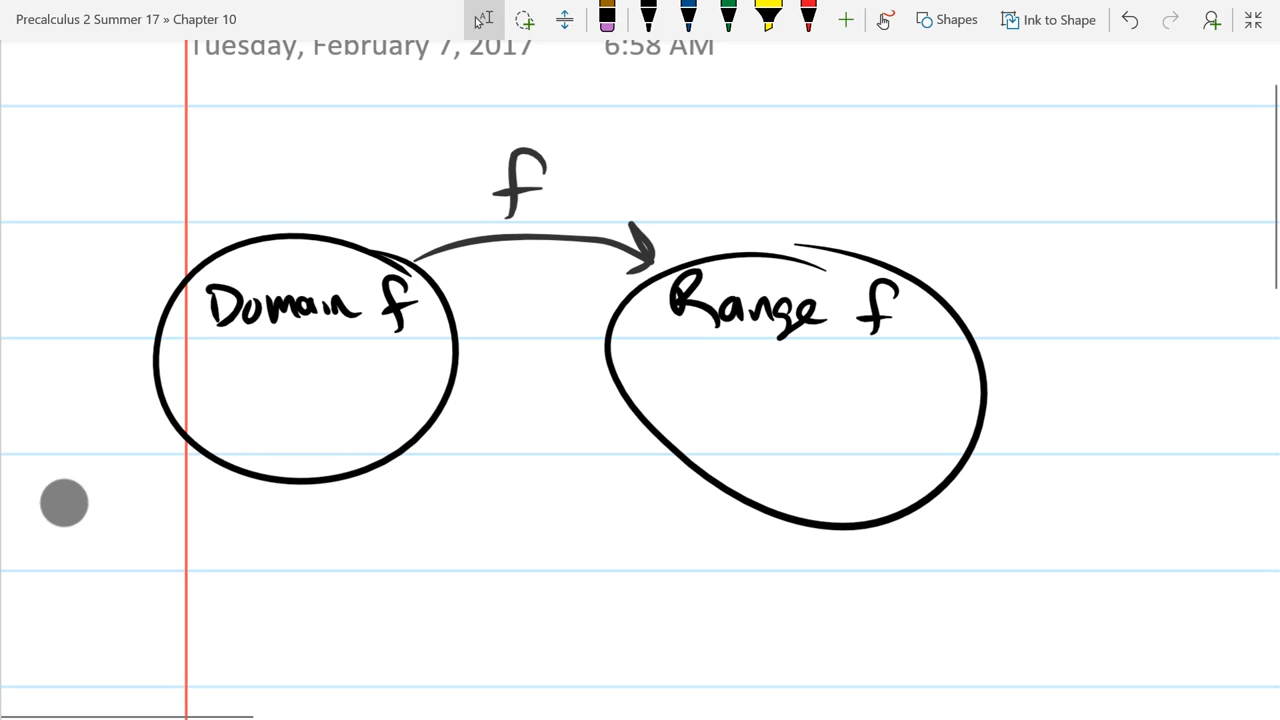 Precalculus 2 Summer 17 » Chapter 10
Shapes
Ink to Shape
Tuesday, February 7, 2017 6:58 AM
f
Domain f
Range f